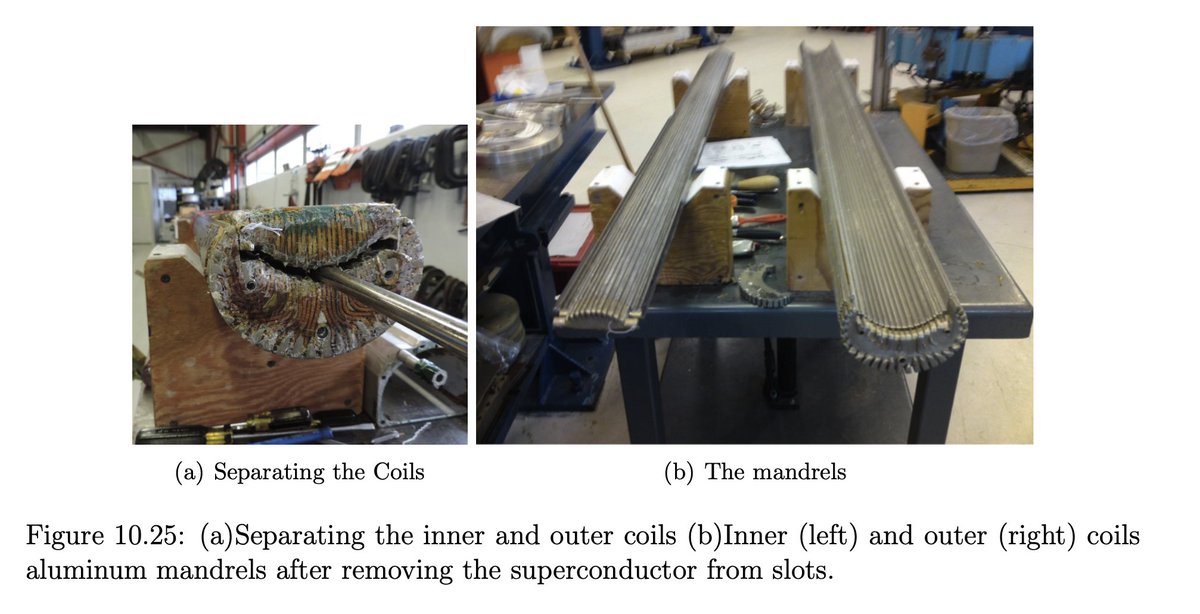 (a) Separating the Coils
(b) The mandrels
Figure 10.25: (a)Separating the inner and outer coils (b)Inner (left) and outer (right) coils
aluminum mandrels after removing the superconductor from slots.